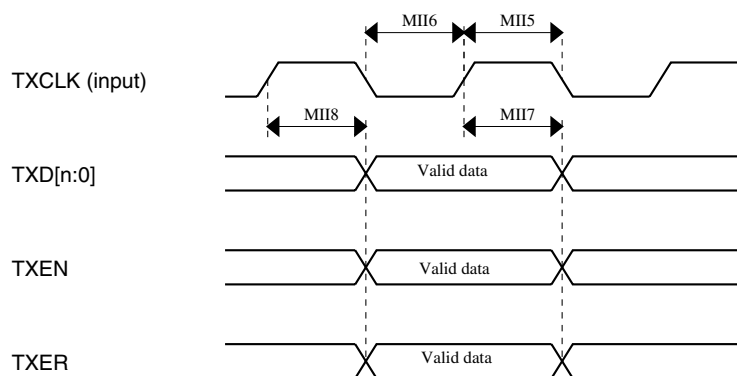 MII6 MII5
TXCLK (input)
MII8 MII7
TXD[n:0] Valid data
TXEN Valid data
TXER Valid data